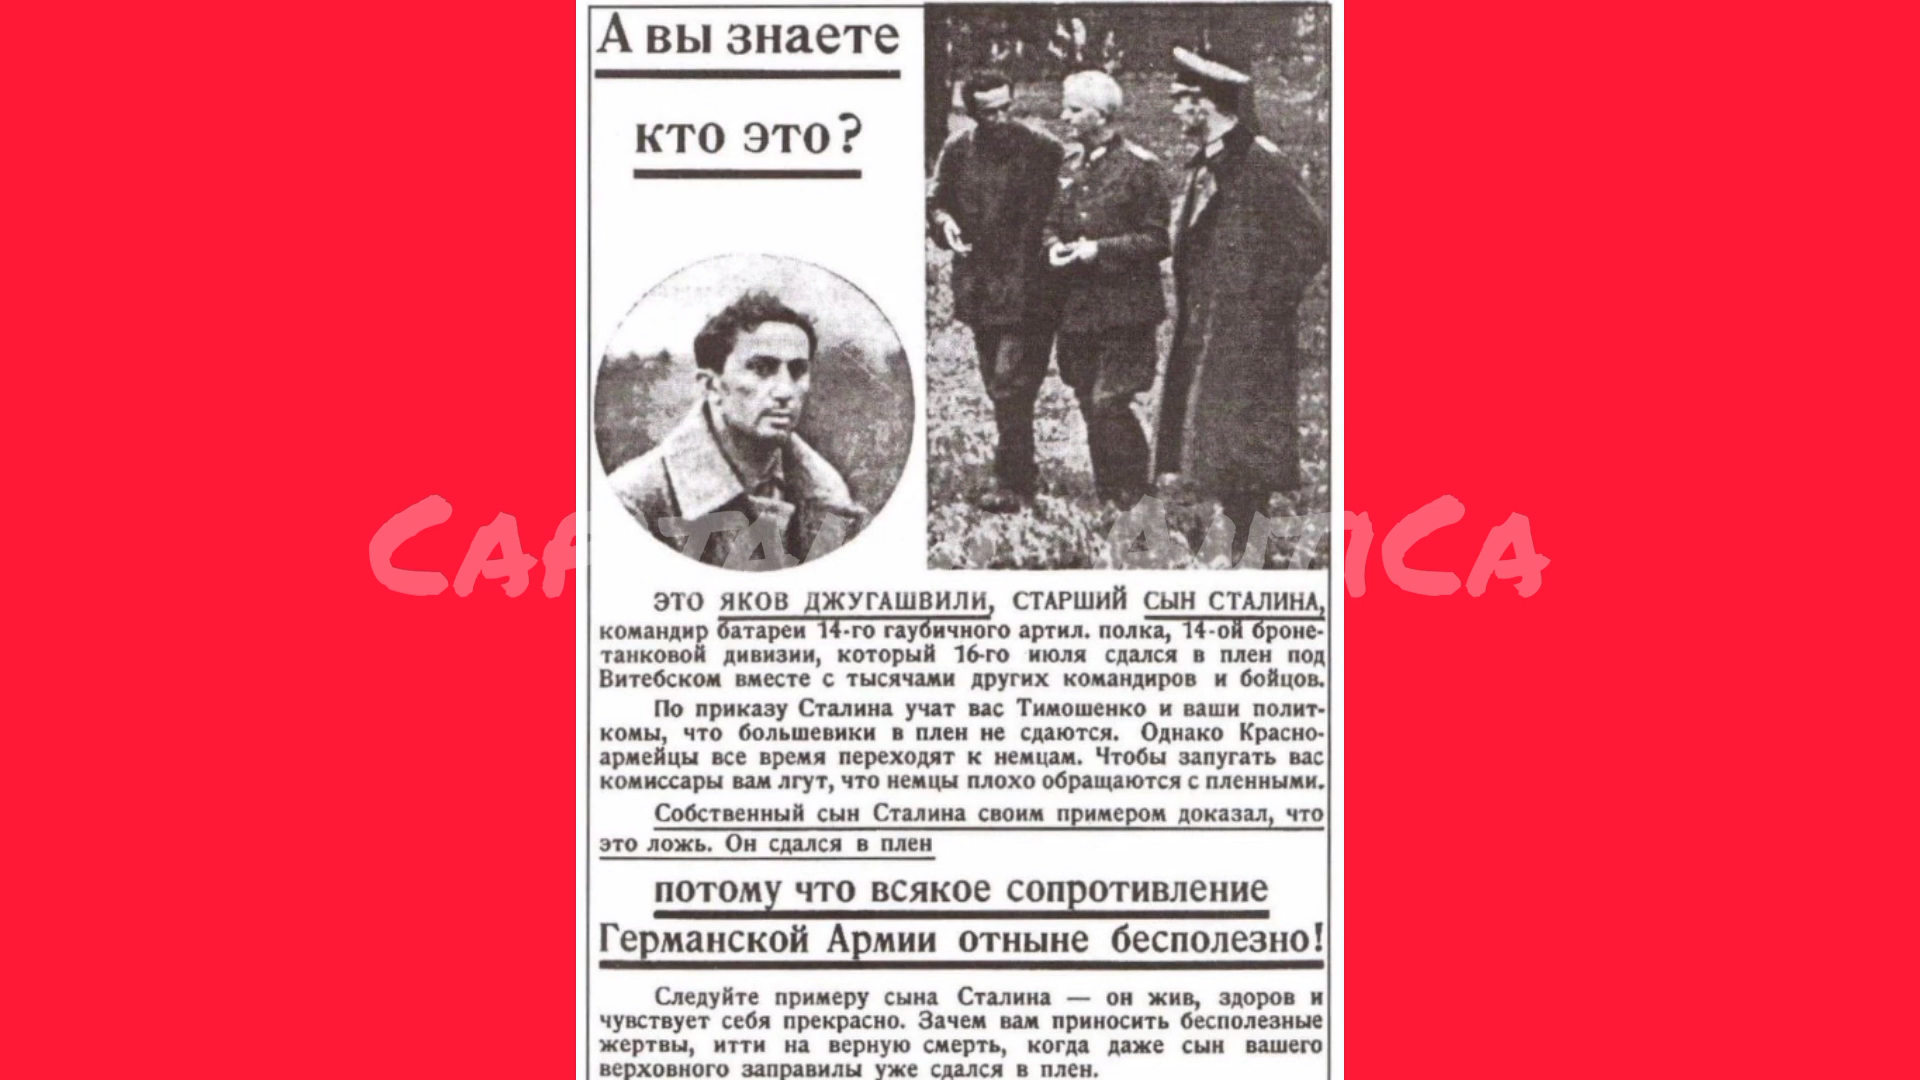 А вы знаете
кто это?
ЭТО ЯКОВ ДЖУГАШВИЛИ, СТАРШИЙ СЫН СТАЛИНА,
командир батареи 14-го гаубичного артил. полка, 14-ой броне-
танковой дивизии, который 16-го июля сдался в плен под
Витебском вместе с тысячами других командиров и бойцов.
По приказу Сталина учат вас Тимошенко и ваши полит-
комы, что большевики в плен не сдаются. Однако Красно-
армейцы все время переходят к немцам. Чтобы запугать вас
комиссары вам лгут, что немцы плохо обращаются с пленными.
Собственный сын Сталина своим примером доказал, что
это ложь. Он сдался в плен
потому что всякое сопротивление
Германской Армии отныне бесполезно!
Следуйте примеру сына Сталина — он жив, здоров и
чувствует себя прекрасно. Зачем вам приносить бесполезные
жертвы, итти на верную смерть, когда даже сын вашего
верховного заправилы уже сдался в плен.